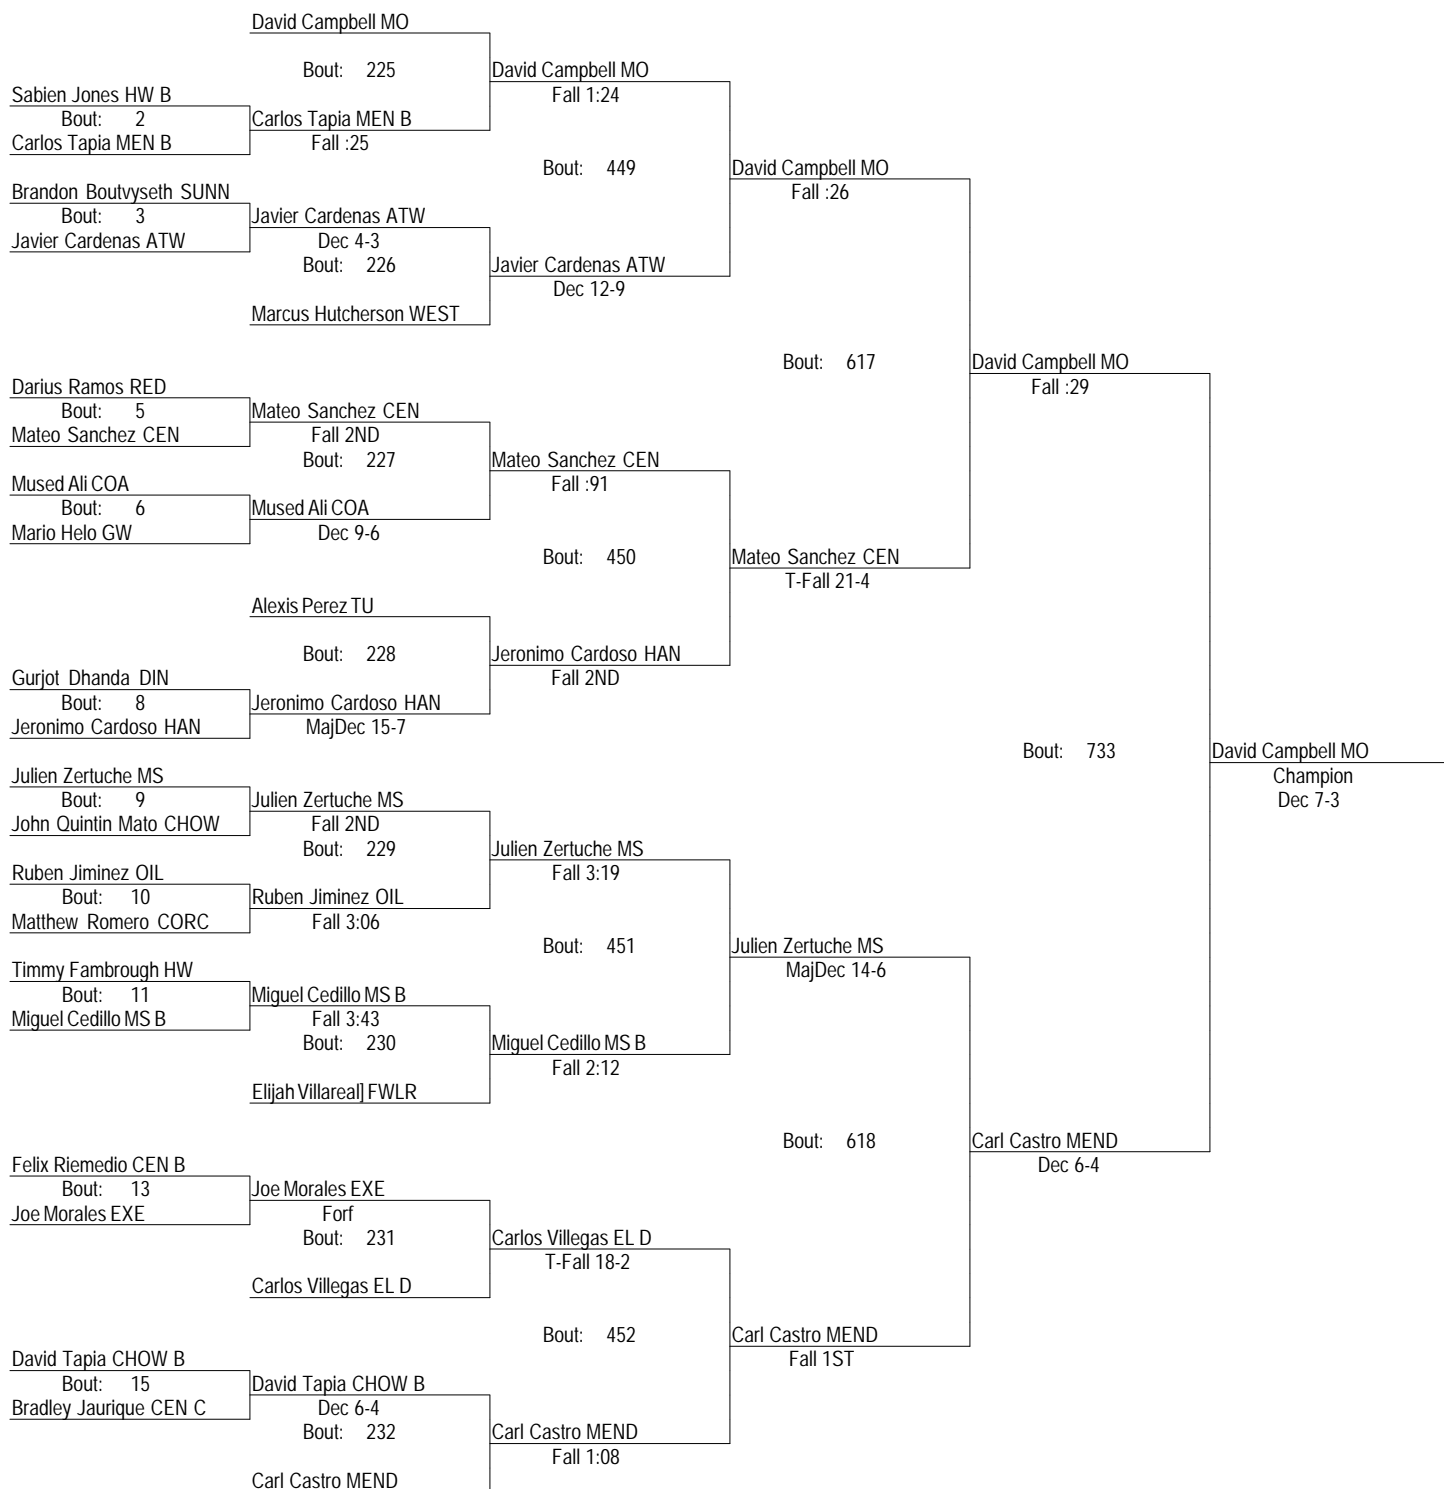 David Campbell MO
Bout: 225
David Campbell MO
Sabien Jones HW B
Fall 1:24
Bout: 2
Carlos Tapia MEN B
Carlos Tapia MEN B
Fall :25
Bout: 449
David Campbell MO
Brandon Boutvyseth SUNN
Fall :26
Bout: 3
Javier Cardenas ATW
Javier Cardenas ATW
Dec 4-3
Bout: 226
Javier Cardenas ATW
Dec 12-9
Marcus Hutcherson WEST
Bout: 617
David Campbell MO
Darius Ramos RED
Fall :29
Bout: 5
Mateo Sanchez CEN
Mateo Sanchez CEN
Fall 2ND
Bout: 227
Mateo Sanchez CEN
Mused Ali COA
Fall :91
Bout: 6
Mused Ali COA
Mario Helo GW
Dec 9-6
Bout: 450
Mateo Sanchez CEN
T-Fall 21-4
Alexis Perez TU
Bout: 228
Jeronimo Cardoso HAN
Gurjot Dhanda DIN
Fall 2ND
Bout: 8
Jeronimo Cardoso HAN
Jeronimo Cardoso HAN
MajDec 15-7
Bout: 733
David Campbell MO
Julien Zertuche MS
Champion
Bout: 9
Julien Zertuche MS
Dec 7-3
John Quintin Mato CHOW
Fall 2ND
Bout: 229
Julien Zertuche MS
Ruben Jiminez OIL
Fall 3:19
Bout: 10
Ruben Jiminez OIL
Matthew Romero CORC
Fall 3:06
Bout: 451
Julien Zertuche MS
Timmy Fambrough HW
MajDec 14-6
Bout: 11
Miguel Cedillo MS B
Miguel Cedillo MS B
Fall 3:43
Bout: 230
Miguel Cedillo MS B
Fall 2:12
Elijah Villareal] FWLR
Bout: 618
Carl Castro MEND
Felix Riemedio CEN B
Dec 6-4
Bout: 13
Joe Morales EXE
Joe Morales EXE
Forf
Bout: 231
Carlos Villegas EL D
T-Fall 18-2
Carlos Villegas EL D
Bout: 452
Carl Castro MEND
David Tapia CHOW B
Fall 1ST
Bout: 15
David Tapia CHOW B
Bradley Jaurique CEN C
Dec 6-4
Bout: 232
Carl Castro MEND
Fall 1:08
Carl Castro MEND